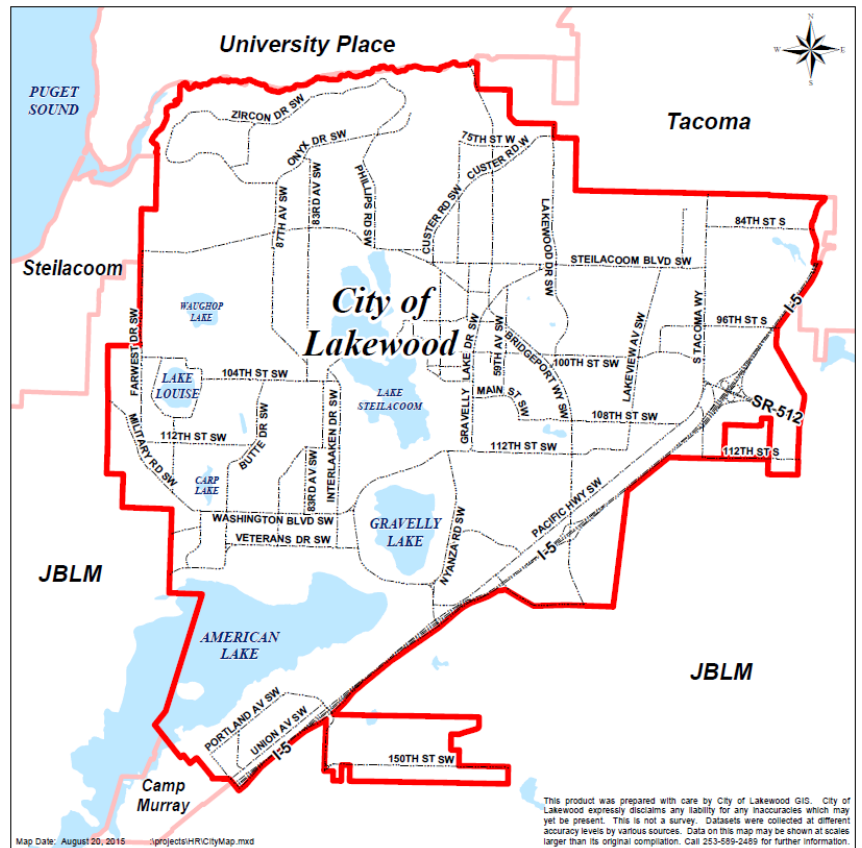 University Place
N
W
E
S
PUGET
SOUND
ZIRCON DR SW
Tacoma
ONYX DR SW
75TH ST W
CUSTER RD W
87TH AV SW
83RD AV SW
PHILLIPS RD SW
CUSTER RD SW
LAKEWOOD DR SW
84TH ST S
Steilacoom
STEILACOOM BLVD SW
WAUGHOP
LAKE
City of
Lakewood
I-5
FARWEST DR SW
GRAVELLY LAKE DR SW
59TH AV SW
BRIDGEPORT WY SW
LAKEVIEW AV SW
S TACOMA WY
96TH ST S
100TH ST SW
LAKE
LOUISE
104TH ST SW
LAKE
STEILACOOM
MAIN ST SW
SR-512
MILITARY RD SW
108TH ST SW
112TH ST SW
BUTTE DR SW
INTERLAAKEN DR SW
112TH ST SW
112TH ST S
CARP
LAKE
83RD AV SW
WASHINGTON BLVD SW
GRAVELLY
LAKE
PACIFIC HWY SW
VETERANS DR SW
NYANZA RD SW
I-5
JBLM
AMERICAN
LAKE
JBLM
PORTLAND AV SW
UNION AV SW
I-5
150TH ST SW
Camp
Murray
This product was prepared with care by City of Lakewood GIS. City of
Lakewood expressly disclaims any liability for any inaccuracies which may
yet be present. This is not a survey. Datasets were collected at different
accuracy levels by various sources. Data on this map may be shown at scales
larger than its original compilation. Call 253-589-2489 for further information.
Map Date: August 20, 2015 .:\projects\HR\CityMap.mxd